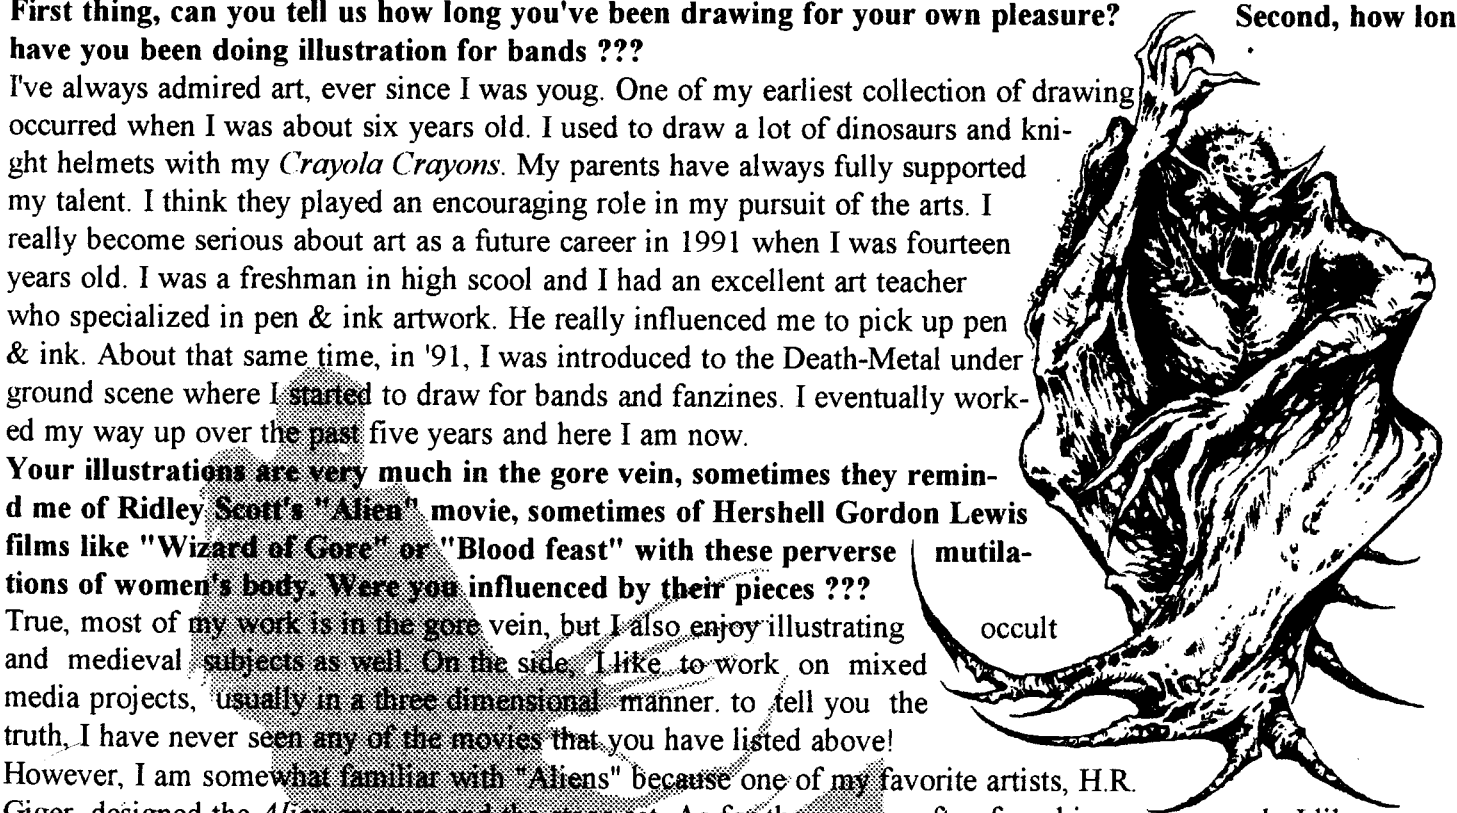 First thing, can you tell us how long you've been drawing for your own pleasure? Second, how lon
have you been doing illustration for bands ???
I've always admired art, ever since I was youg. One of my earliest collection of drawing
occurred when I was about six years old. I used to draw a lot of dinosaurs and kni-
ght helmets with my Crayola Crayons. My parents have always fully supported
my talent. I think they played an encouraging role in my pursuit of the arts. I
really become serious about art as a future career in 1991 when I was fourteen
years old. I was a freshman in high scool and I had an excellent art teacher
who specialized in pen & ink artwork. He really influenced me to pick up pen
& ink. About that same time, in '91, I was introduced to the Death-Metal under
ground scene where I started to draw for bands and fanzines. I eventually work-
ed my way up over the past five years and here I am now.
Your illustrations are very much in the gore vein, sometimes they remin-
d me of Ridley Scott's "Alien" movie, sometimes of Hershell Gordon Lewis
films like "Wizard of Gore" or "Blood feast" with these perverse mutila-
tions of women's body. Were you influenced by their pieces ???
True, most of my work is in the gore vein, but I also enjoy illustrating occult
and medieval subjects as well. On the side, I like to work on mixed
media projects, usually in a three dimensional manner. to tell you the
truth, I have never seen any of the movies that you have listed above!
However, I am somewhat familiar with "Aliens" because one of my favorite artists, H.R.
Giger, designed the Alien